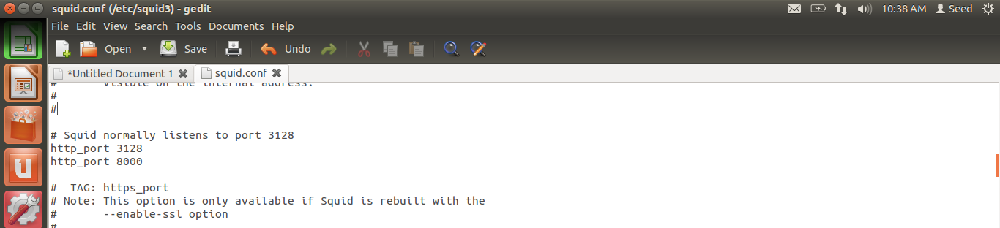 squid.conf (/etc/squid3) - gedit
10:38 AM Seed
File Edit View Search Tools Documents Help
Open Save Undo
*Untitled Document 1 squid.conf
# visible on the internal address.
#
#
# Squid normally listens to port 3128
http_port 3128
http_port 8000
#  TAG: https_port
# Note: This option is only available if Squid is rebuilt with the
#       --enable-ssl option
#